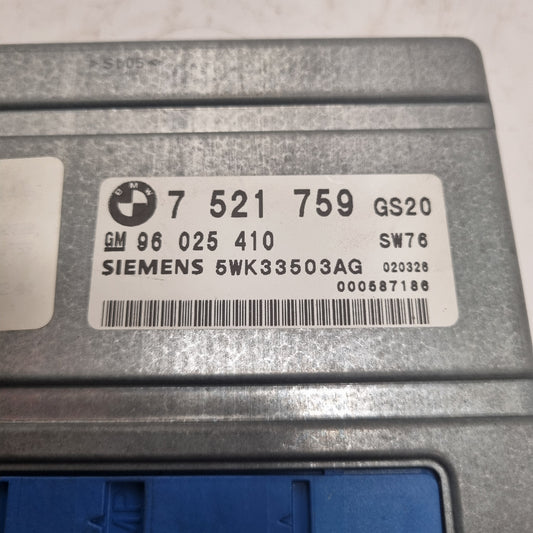 BMW 7 521 759 GS20
GM 96 025 410 SW76
SIEMENS 5WK33503AG 020326
000587186